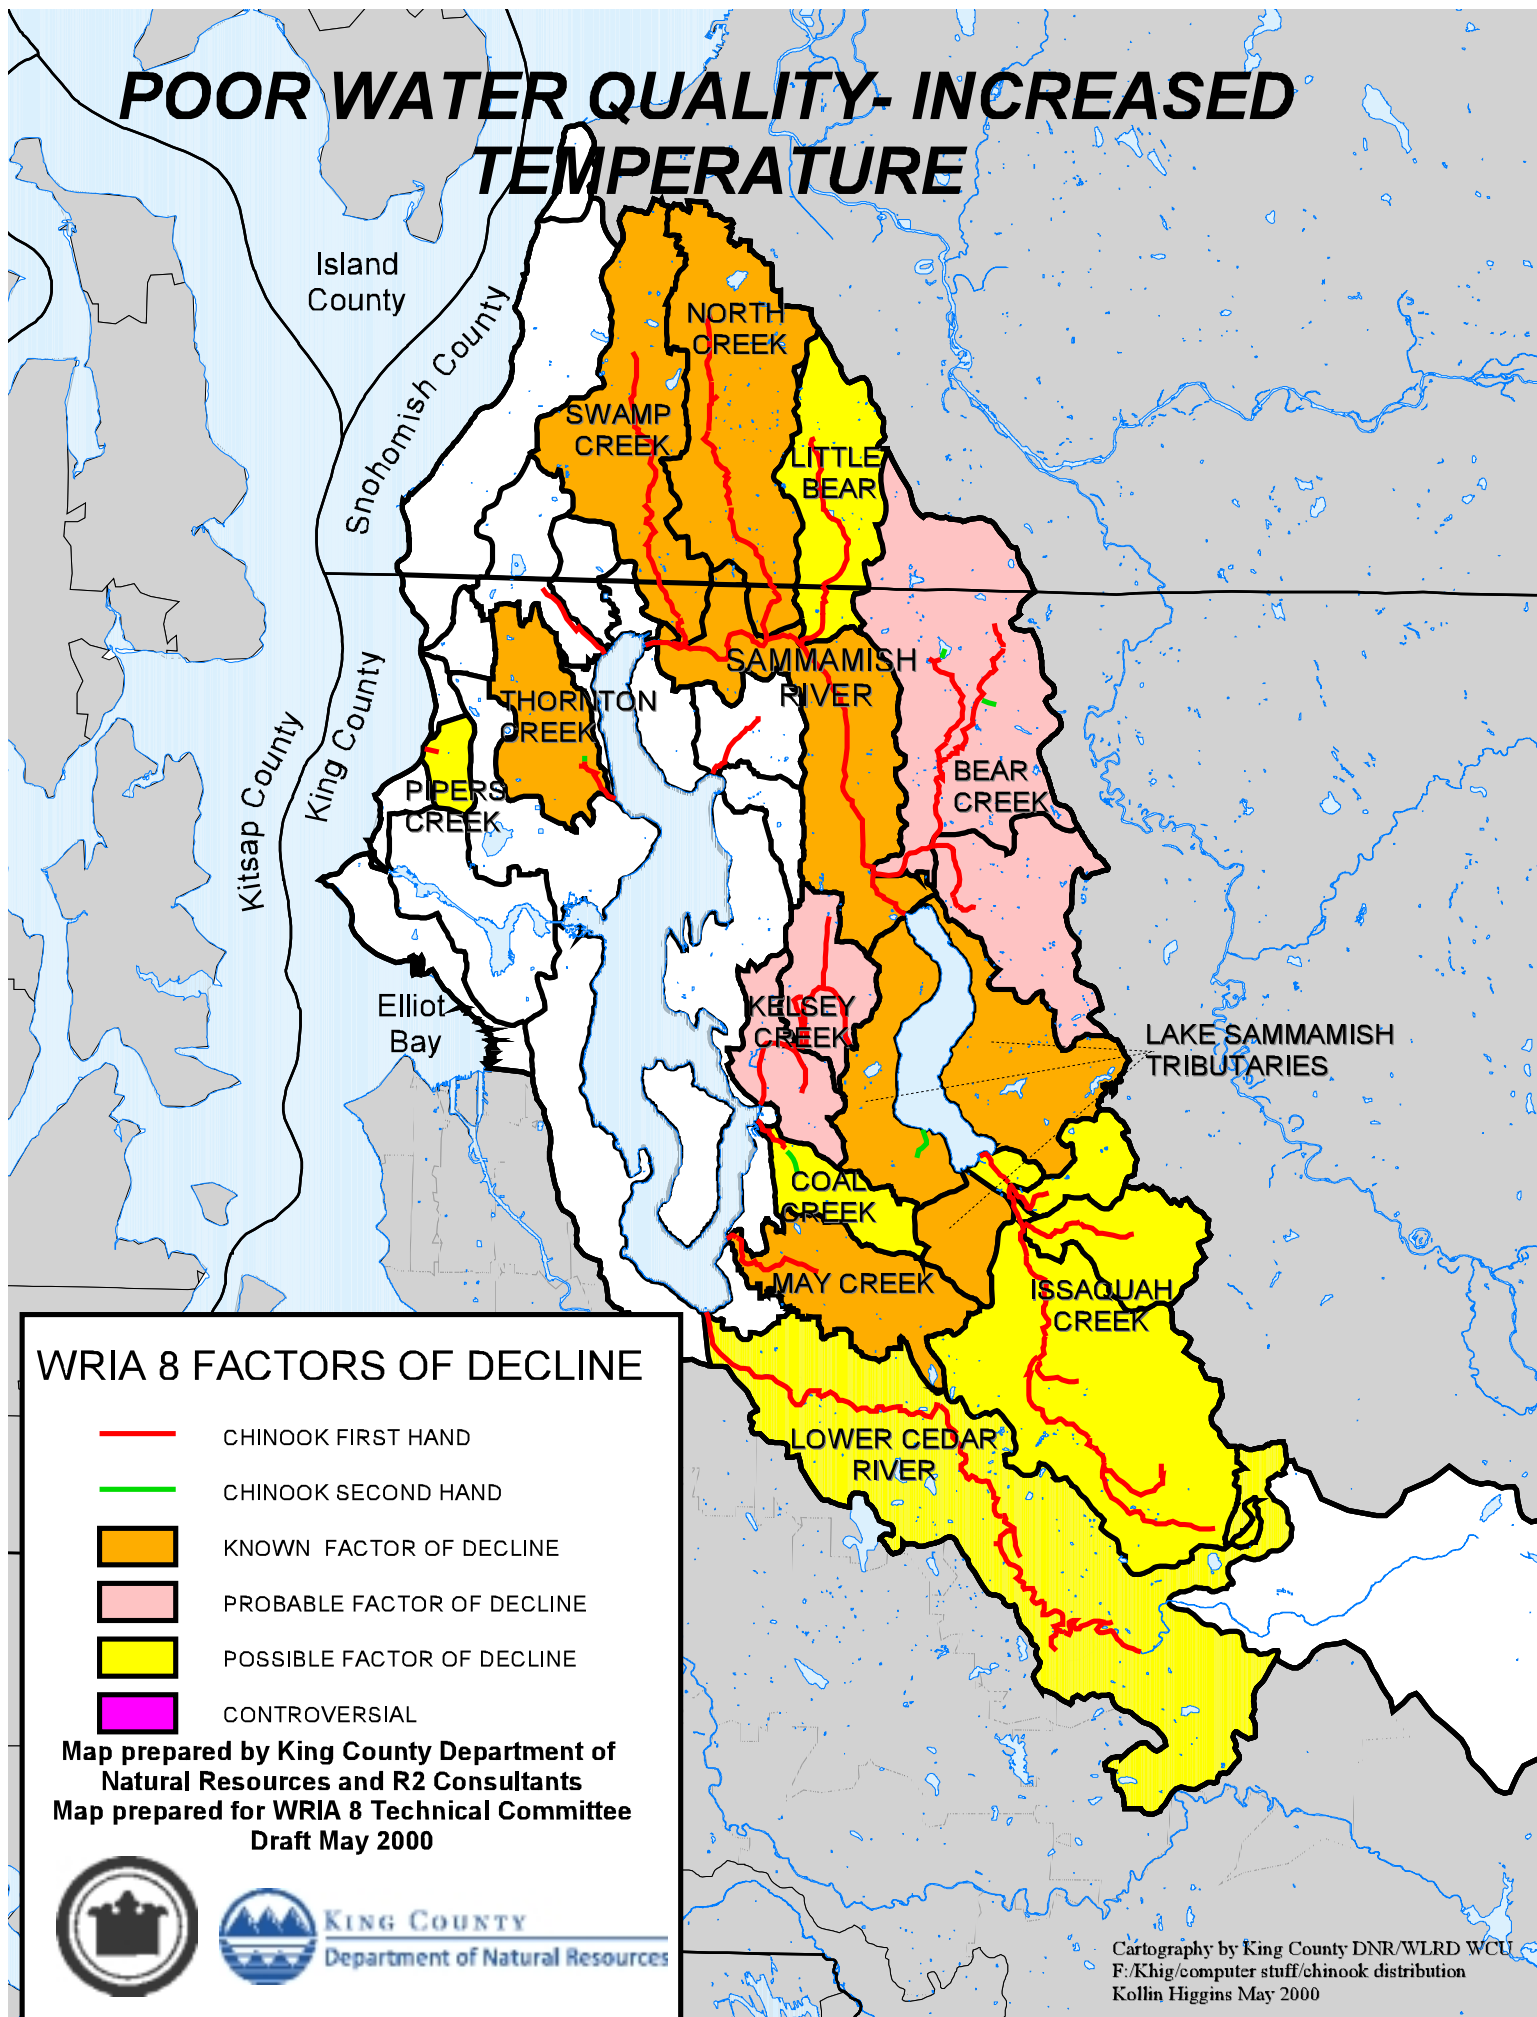 POOR WATER QUALITY- INCREASED
TEMPERATURE
Island
County
Snohomish County
NORTH
CREEK
SWAMP
CREEK
LITTLE
BEAR
SAMMAMISH
RIVER
THORNTON
CREEK
King County
Kitsap County
PIPERS
CREEK
BEAR
CREEK
Elliot
Bay
KELSEY
CREEK
LAKE SAMMAMISH
TRIBUTARIES
COAL
CREEK
MAY CREEK
ISSAQUAH
CREEK
LOWER CEDAR
RIVER
WRIA 8 FACTORS OF DECLINE
CHINOOK FIRST HAND
CHINOOK SECOND HAND
KNOWN FACTOR OF DECLINE
PROBABLE FACTOR OF DECLINE
POSSIBLE FACTOR OF DECLINE
CONTROVERSIAL
Map prepared by King County Department of
Natural Resources and R2 Consultants
Map prepared for WRIA 8 Technical Committee
Draft May 2000
KING COUNTY
Department of Natural Resources
Cartography by King County DNR/WLRD WCU
F:/Khig/computer stuff/chinook distribution
Kollin Higgins May 2000